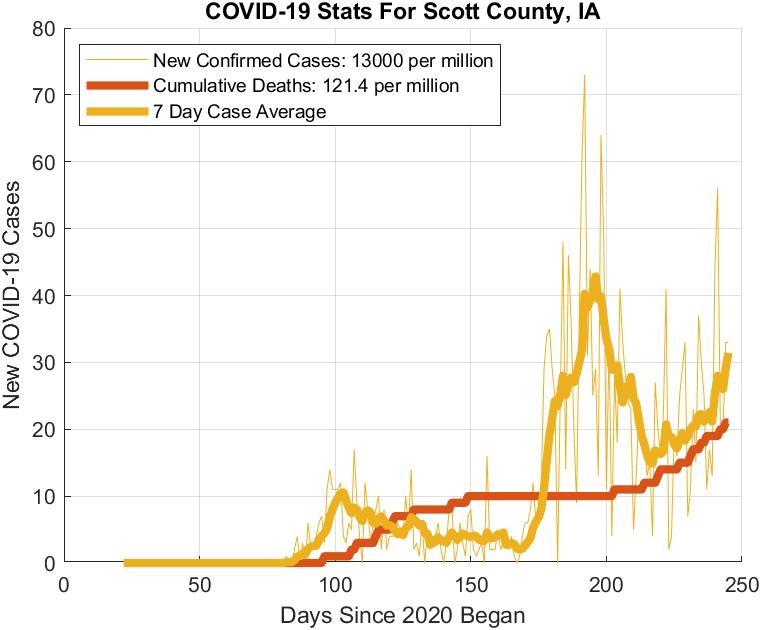 COVID-19 Stats For Scott County, IA
New Confirmed Cases: 13000 per million
Cumulative Deaths: 121.4 per million
7 Day Case Average
New COVID-19 Cases
80
70
60
50
40
30
20
10
0
0 50 100 150 200 250
Days Since 2020 Began